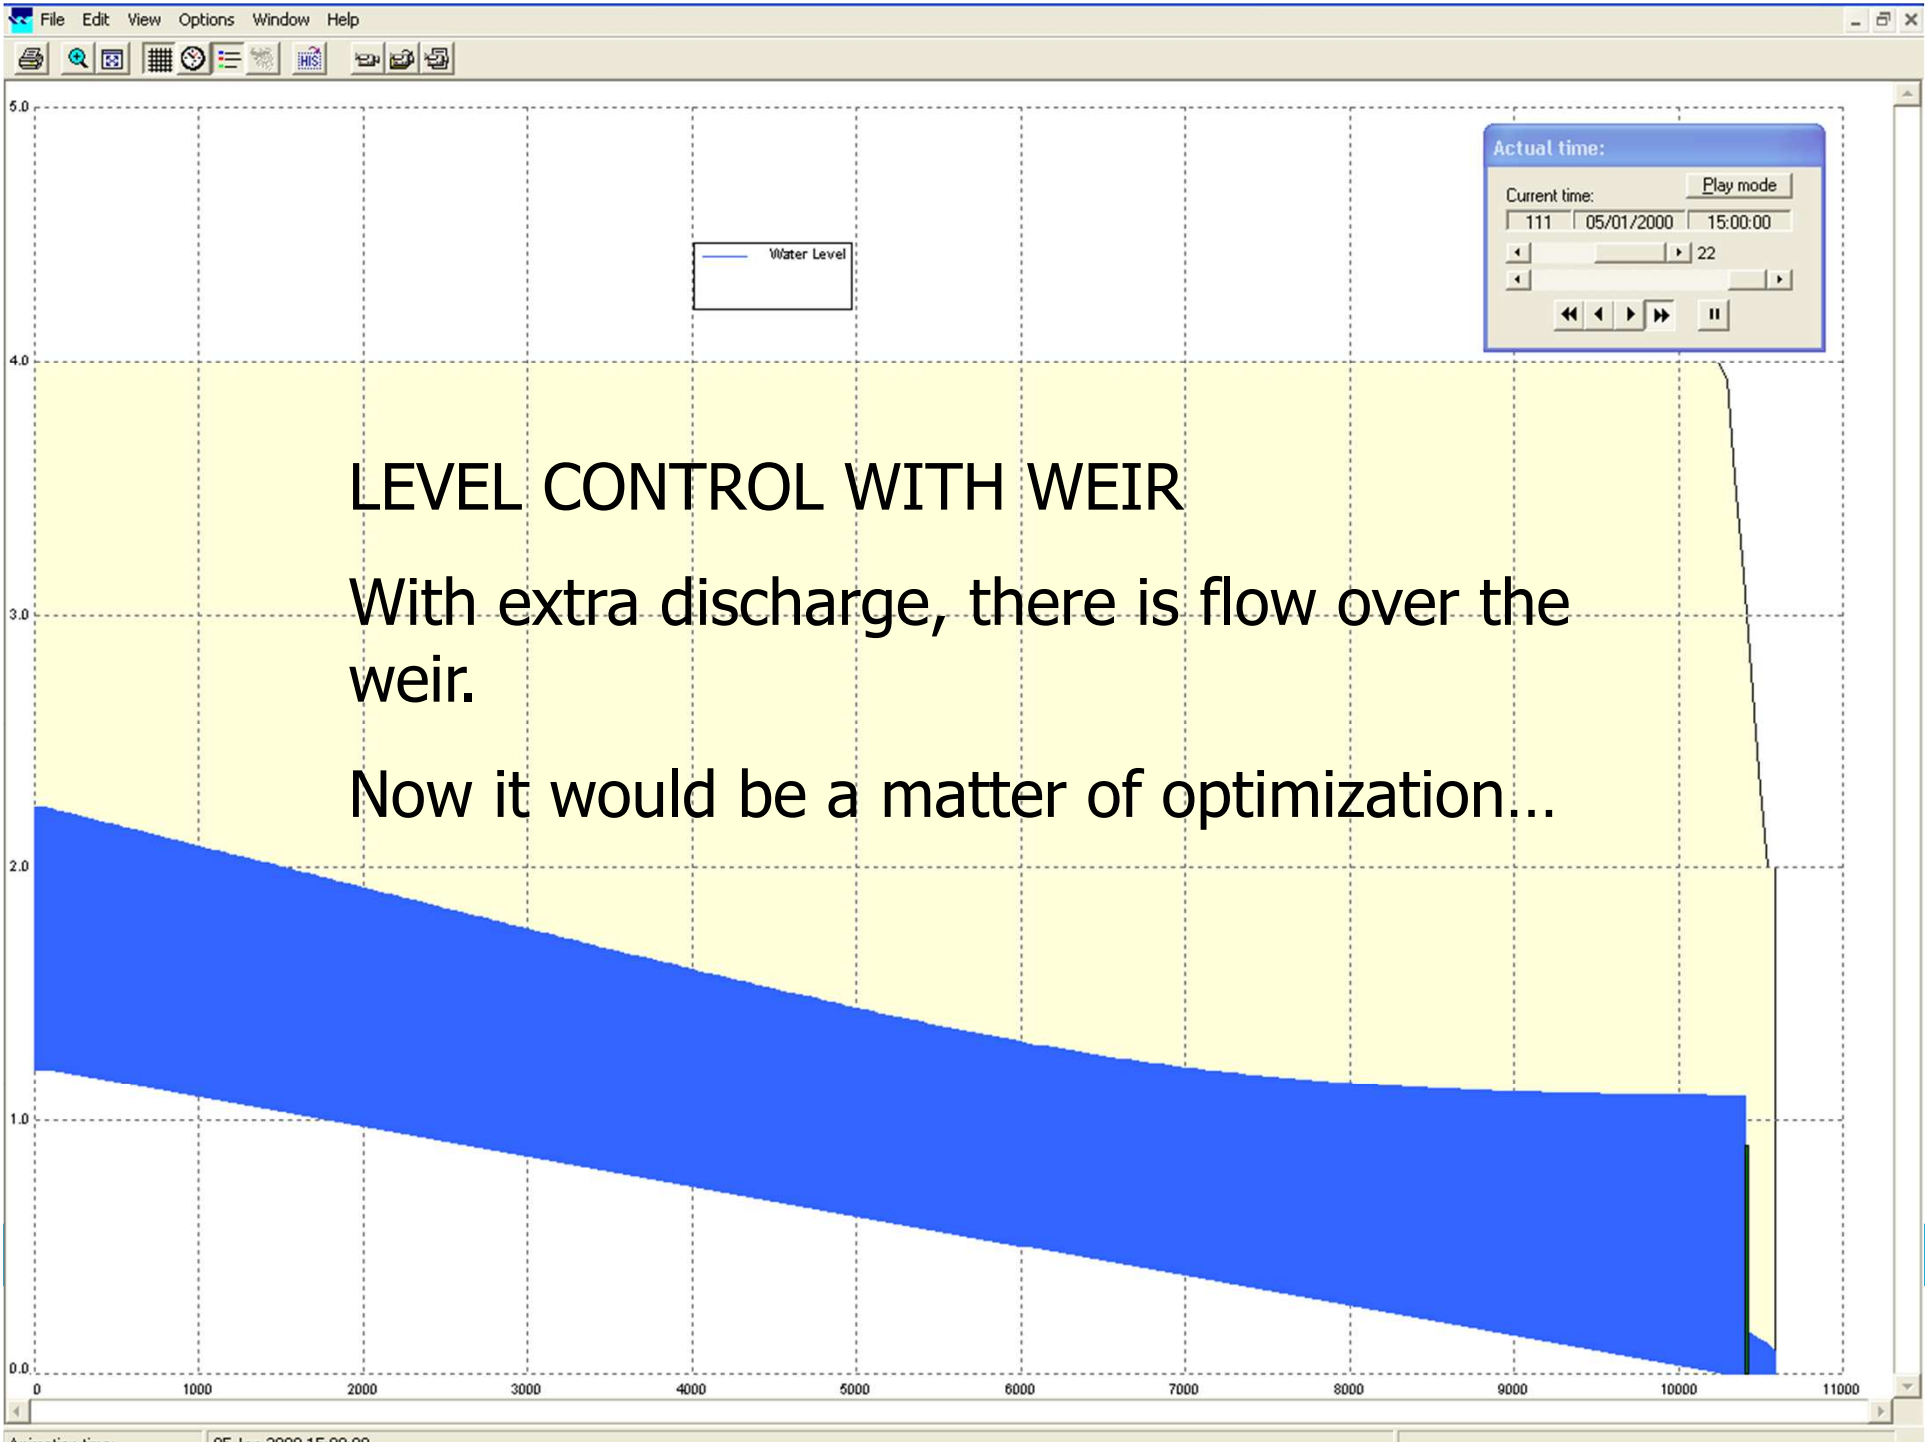 File Edit View Options Window Help
HIS
5.0
Actual time:
Play mode
Current time:
111 05/01/2000 15:00:00
22
Water Level
4.0
LEVEL CONTROL WITH WEIR
With extra discharge, there is flow over the
weir.
Now it would be a matter of optimization...
3.0
2.0
1.0
0.0
0 1000 2000 3000 4000 5000 6000 7000 8000 9000 10000 11000